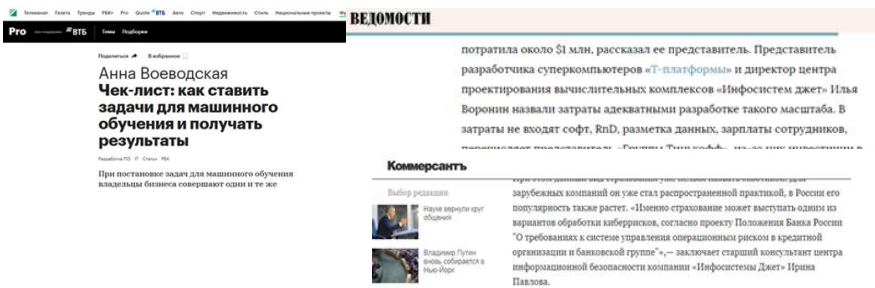 Телеканал Газета Тренды РБК+ Pro Quote ВТБ Авто Спорт Недвижимость Стиль Национальные проекты
Pro ВТБ Темы Подборки
Поделиться В избранное
Анна Воеводская
Чек-лист: как ставить
задачи для машинного
обучения и получать
результаты
Разработка ПО IT Статьи РБК
При постановке задач для машинного обучения
владельцы бизнеса совершают одни и те же
ВЕДОМОСТИ
потратила около $1 млн, рассказал ее представитель. Представитель
разработчика суперкомпьютеров «Т-платформы» и директор центра
проектирования вычислительных комплексов «Инфосистем джет» Илья
Воронин назвали затраты адекватными разработке такого масштаба. В
затраты не входят софт, RnD, разметка данных, зарплаты сотрудников,
Коммерсантъ
Выбор редакции
Науке вернули круг
общения
Владимир Путин
вновь собирается в
Нью-Йорк
зарубежных компаний он уже стал распространенной практикой, в России его
популярность также растет. «Именно страхование может выступать одним из
вариантов обработки киберрисков, согласно проекту Положения Банка России
"О требованиях к системе управления операционным риском в кредитной
организации и банковской группе"»,— заключает старший консультант центра
информационной безопасности компании «Инфосистемы Джет» Ирина
Павлова.